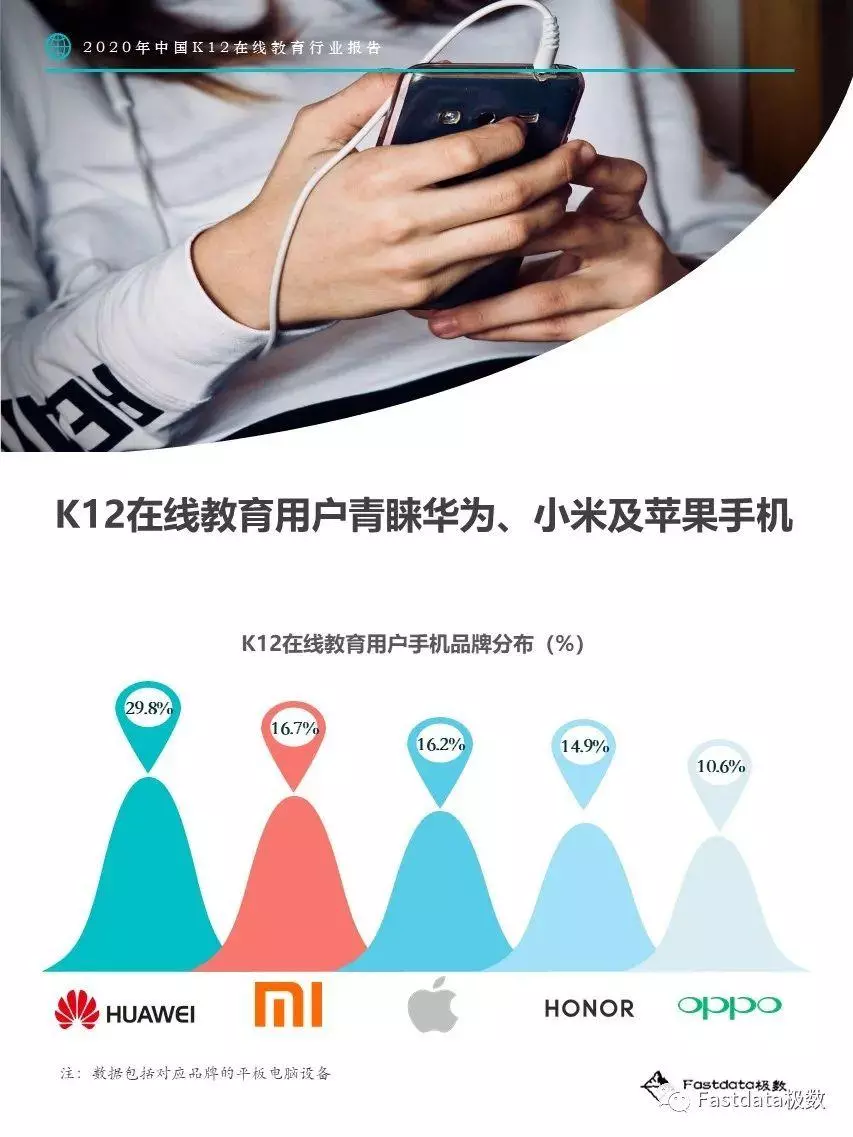 2020年中国K12在线教育行业报告
K12在线教育用户青睐华为、小米及苹果手机
K12在线教育用户手机品牌分布（%）
29.8%
16.7%
16.2%
14.9%
10.6%
HUAWEI
mi
HONOR
oppo
注：数据包括对应品牌的平板电脑设备
Fastdata极数
Fastdata极数